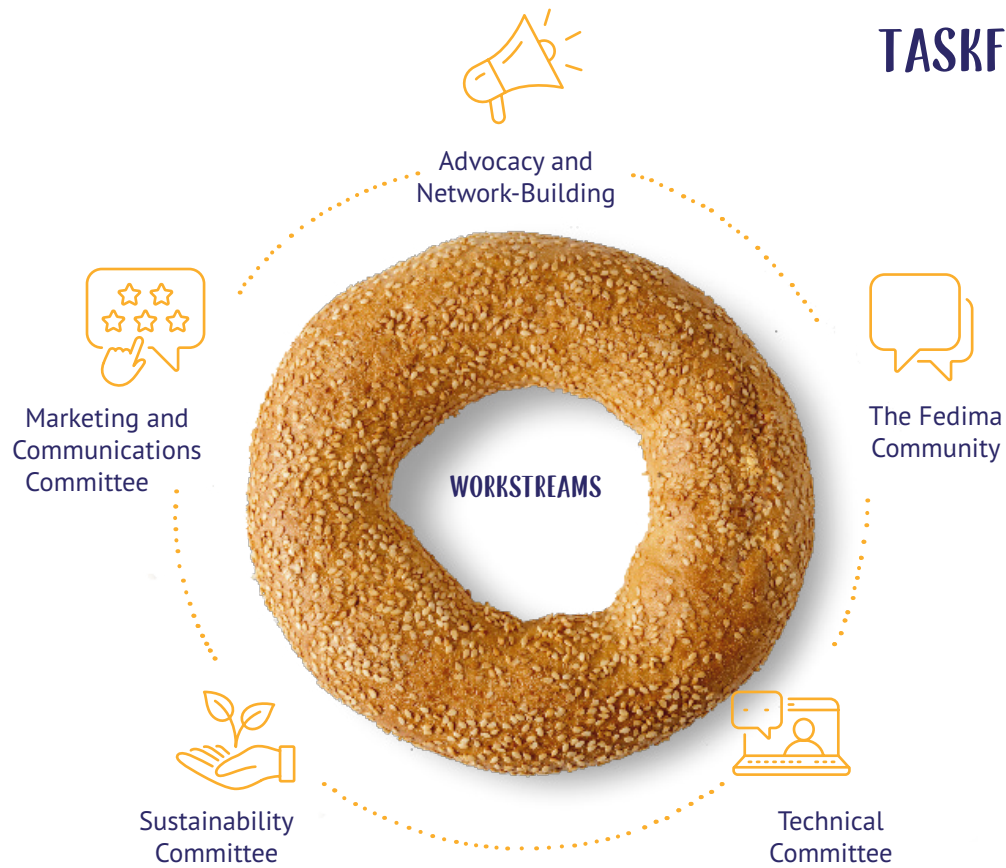 TASKF
Advocacy and
Network-Building
Marketing and
Communications
Committee
The Fedima
Community
WORKSTREAMS
Sustainability
Committee
Technical
Committee